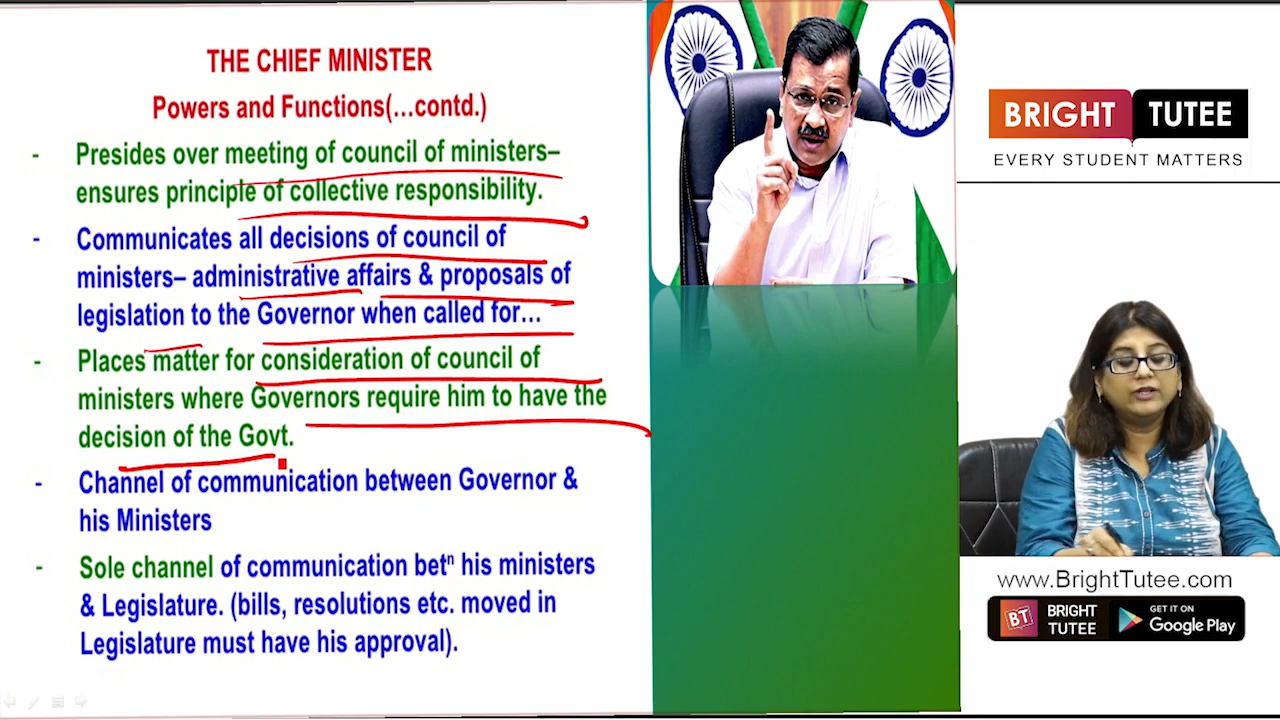 THE CHIEF MINISTER
Powers and Functions(...contd.)
- Presides over meeting of council of ministers–
ensures principle of collective responsibility.
- Communicates all decisions of council of
ministers– administrative affairs & proposals of
legislation to the Governor when called for...
- Places matter for consideration of council of
ministers where Governors require him to have the
decision of the Govt.
- Channel of communication between Governor &
his Ministers
- Sole channel of communication betⁿ his ministers
& Legislature. (bills, resolutions etc. moved in
Legislature must have his approval).
BRIGHT TUTEE
EVERY STUDENT MATTERS
www.BrightTutee.com
BT
BRIGHT
TUTEE
GET IT ON
Google Play